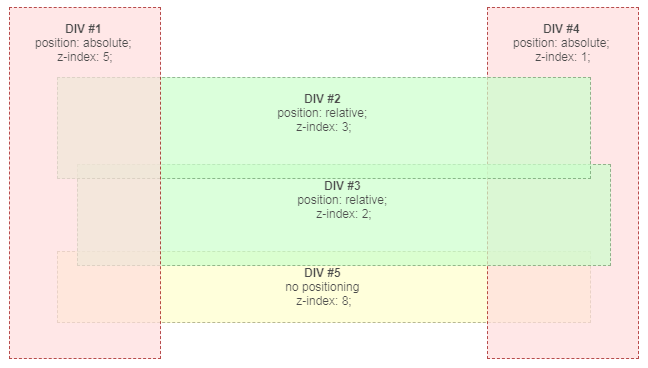 DIV #1
position: absolute;
z-index: 5;
DIV #4
position: absolute;
z-index: 1;
DIV #2
position: relative;
z-index: 3;
DIV #3
position: relative;
z-index: 2;
DIV #5
no positioning
z-index: 8;